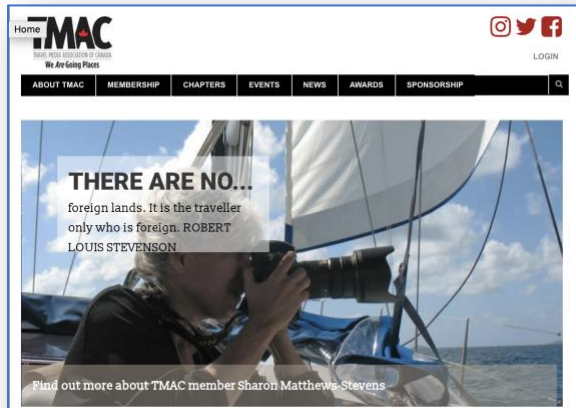 Home
TMAC
TRAVEL MEDIA ASSOCIATION OF CANADA
We Are Going Places
LOGIN
ABOUT TMAC MEMBERSHIP CHAPTERS EVENTS NEWS AWARDS SPONSORSHIP
THERE ARE NO...
foreign lands. It is the traveller
only who is foreign. ROBERT
LOUIS STEVENSON
Find out more about TMAC member Sharon Matthews-Stevens